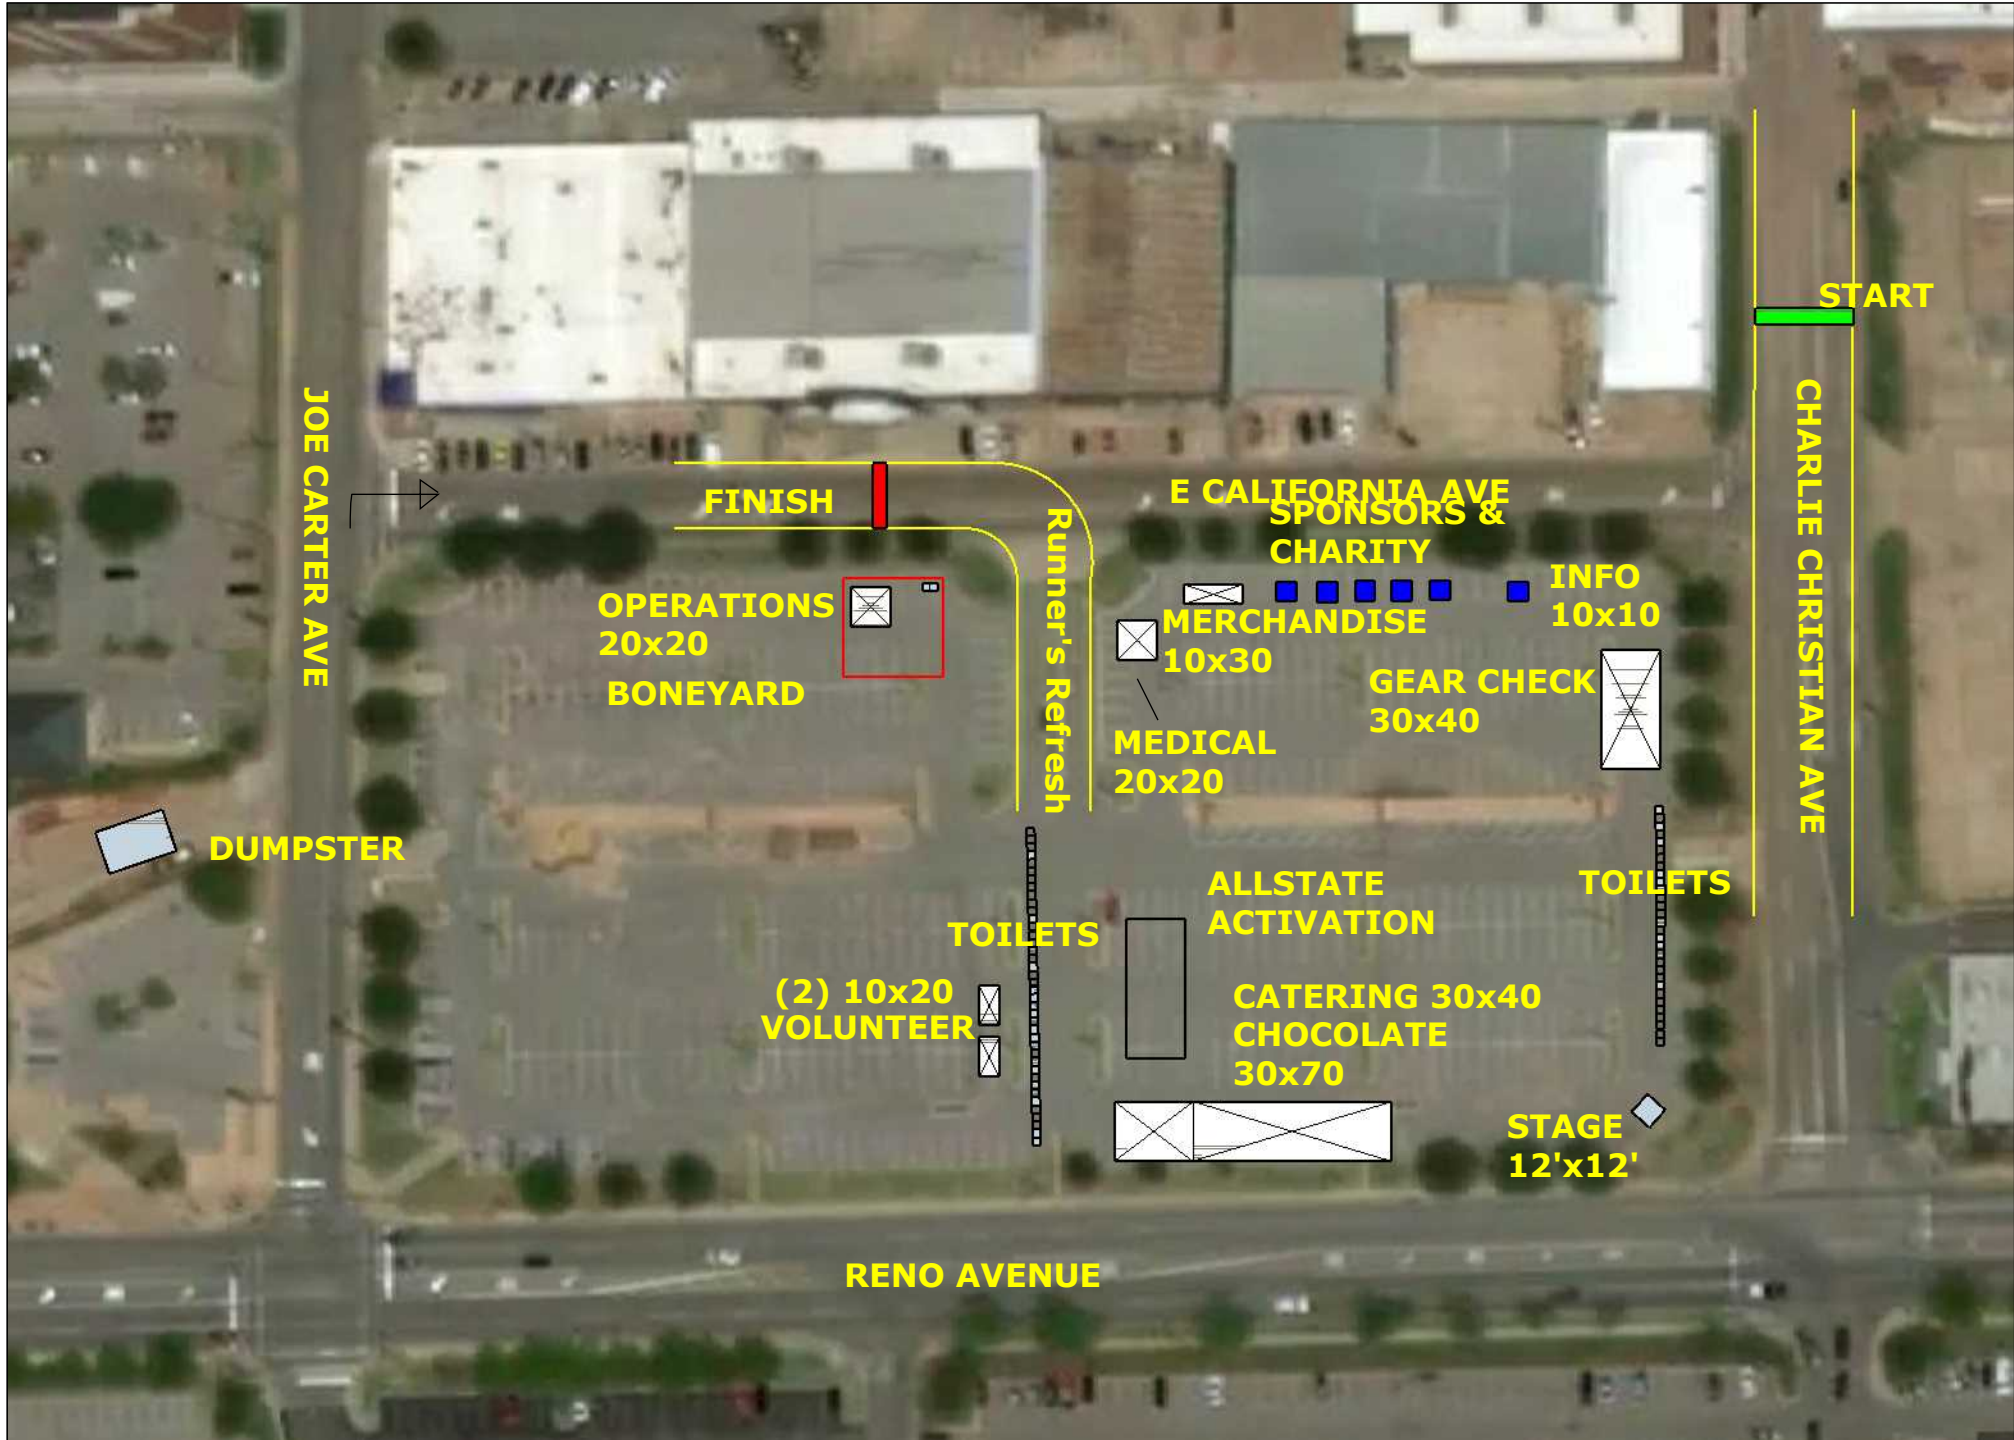 START
JOE CARTER AVE
CHARLIE CHRISTIAN AVE
FINISH
E CALIFORNIA AVE
SPONSORS &
CHARITY
Runner's Refresh
INFO
10x10
OPERATIONS
20x20
BONEYARD
MERCHANDISE
10x30
GEAR CHECK
30x40
MEDICAL
20x20
DUMPSTER
ALLSTATE
ACTIVATION
TOILETS
TOILETS
(2) 10x20
VOLUNTEER
CATERING 30x40
CHOCOLATE
30x70
STAGE
12'x12'
RENO AVENUE